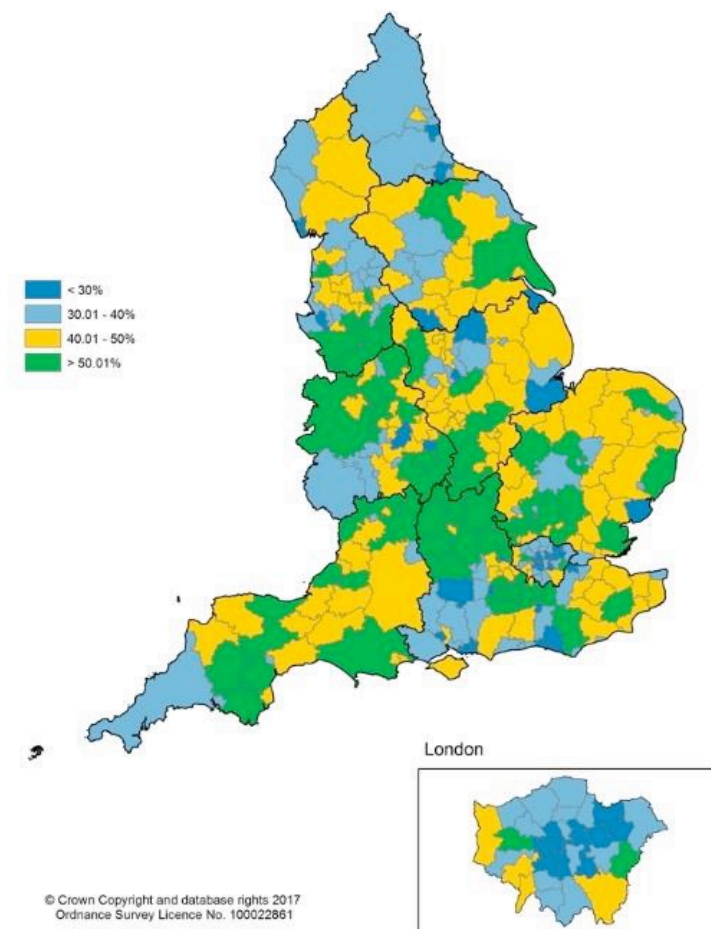 < 30%
30.01 - 40%
40.01 - 50%
> 50.01%
London
© Crown Copyright and database rights 2017
Ordnance Survey Licence No. 100022861